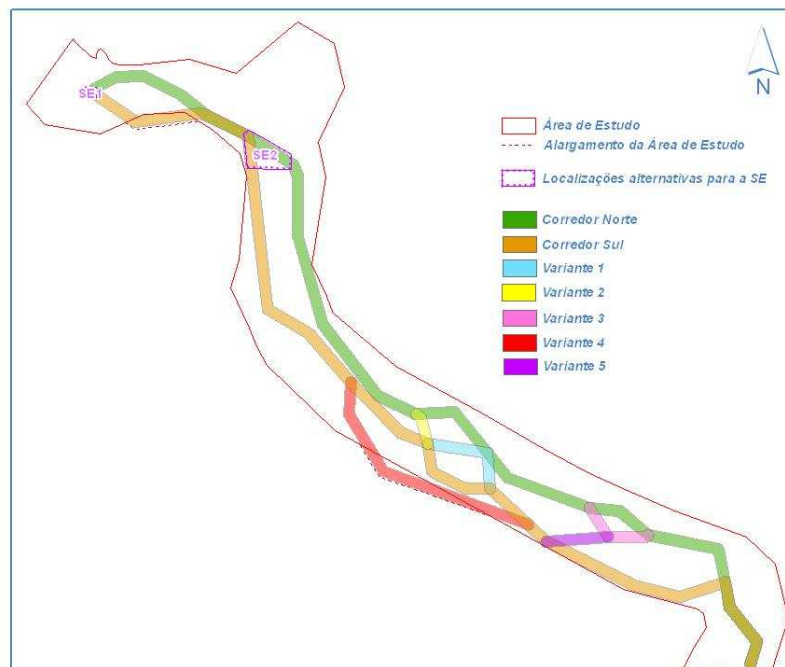 SE1
SE2
N
Área de Estudo
Alargamento da Área de Estudo
Localizações alternativas para a SE
Corredor Norte
Corredor Sul
Variante 1
Variante 2
Variante 3
Variante 4
Variante 5